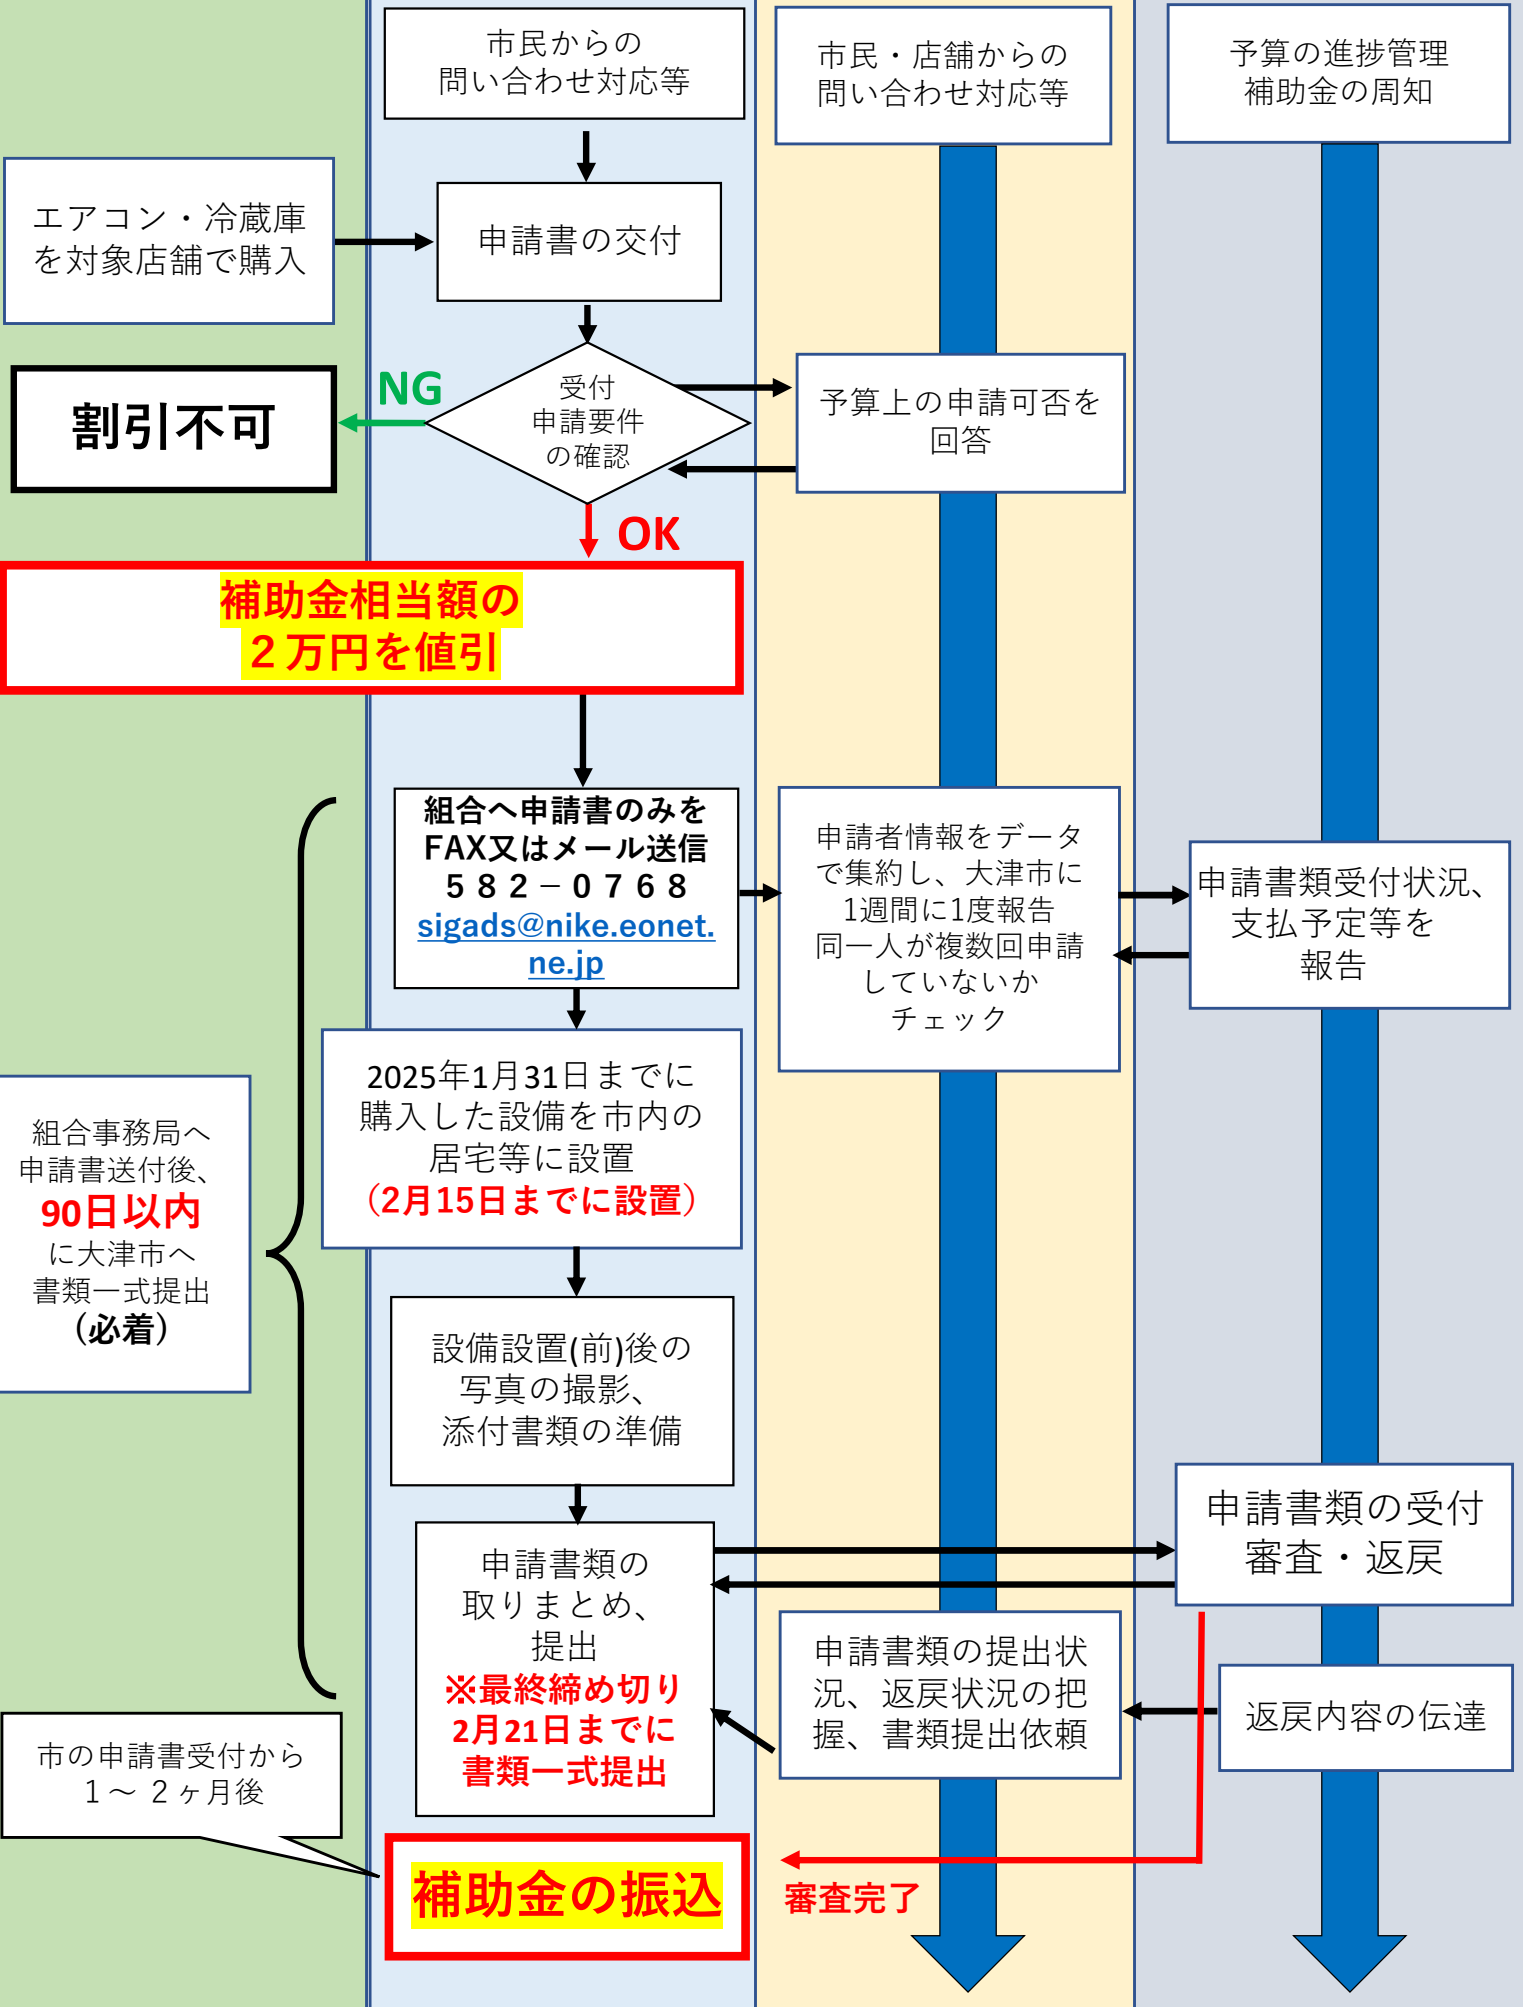 市民からの
問い合わせ対応等
市民・店舗からの
問い合わせ対応等
予算の進捗管理
補助金の周知
エアコン・冷蔵庫
を対象店舗で購入
申請書の交付
割引不可
NG
受付
申請要件
の確認
予算上の申請可否を
回答
OK
補助金相当額の
２万円を値引
組合へ申請書のみを
FAX又はメール送信
５８２－０７６８
sigads@nike.eonet.
ne.jp
申請者情報をデータ
で集約し、大津市に
1週間に1度報告
同一人が複数回申請
していないか
チェック
申請書類受付状況、
支払予定等を
報告
2025年1月31日までに
購入した設備を市内の
居宅等に設置
（2月15日までに設置）
組合事務局へ
申請書送付後、
90日以内
に大津市へ
書類一式提出
（必着）
設備設置(前)後の
写真の撮影、
添付書類の準備
申請書類の受付
審査・返戻
申請書類の
取りまとめ、
提出
※最終締め切り
2月21日までに
書類一式提出
申請書類の提出状
況、返戻状況の把
握、書類提出依頼
返戻内容の伝達
市の申請書受付から
１～２ヶ月後
補助金の振込
審査完了